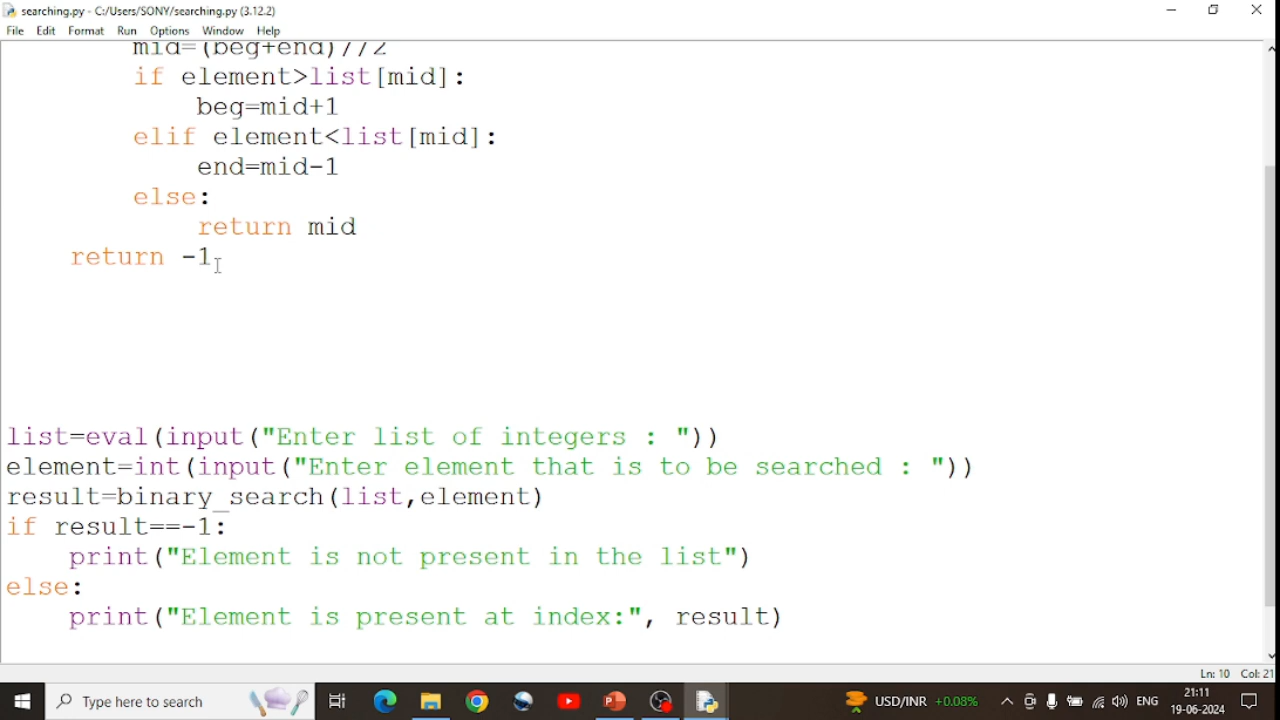 searching.py - C:/Users/SONY/searching.py (3.12.2)
File Edit Format Run Options Window Help
mid=(beg+end)//2
if element>list[mid]:
beg=mid+1
elif element<list[mid]:
end=mid-1
else:
return mid
return -1
list=eval(input("Enter list of integers : "))
element=int(input("Enter element that is to be searched : "))
result=binary_search(list,element)
if result==-1:
print("Element is not present in the list")
else:
print("Element is present at index:", result)
Ln: 10 Col: 21
Type here to search
USD/INR +0.08%
ENG
21:11
19-06-2024